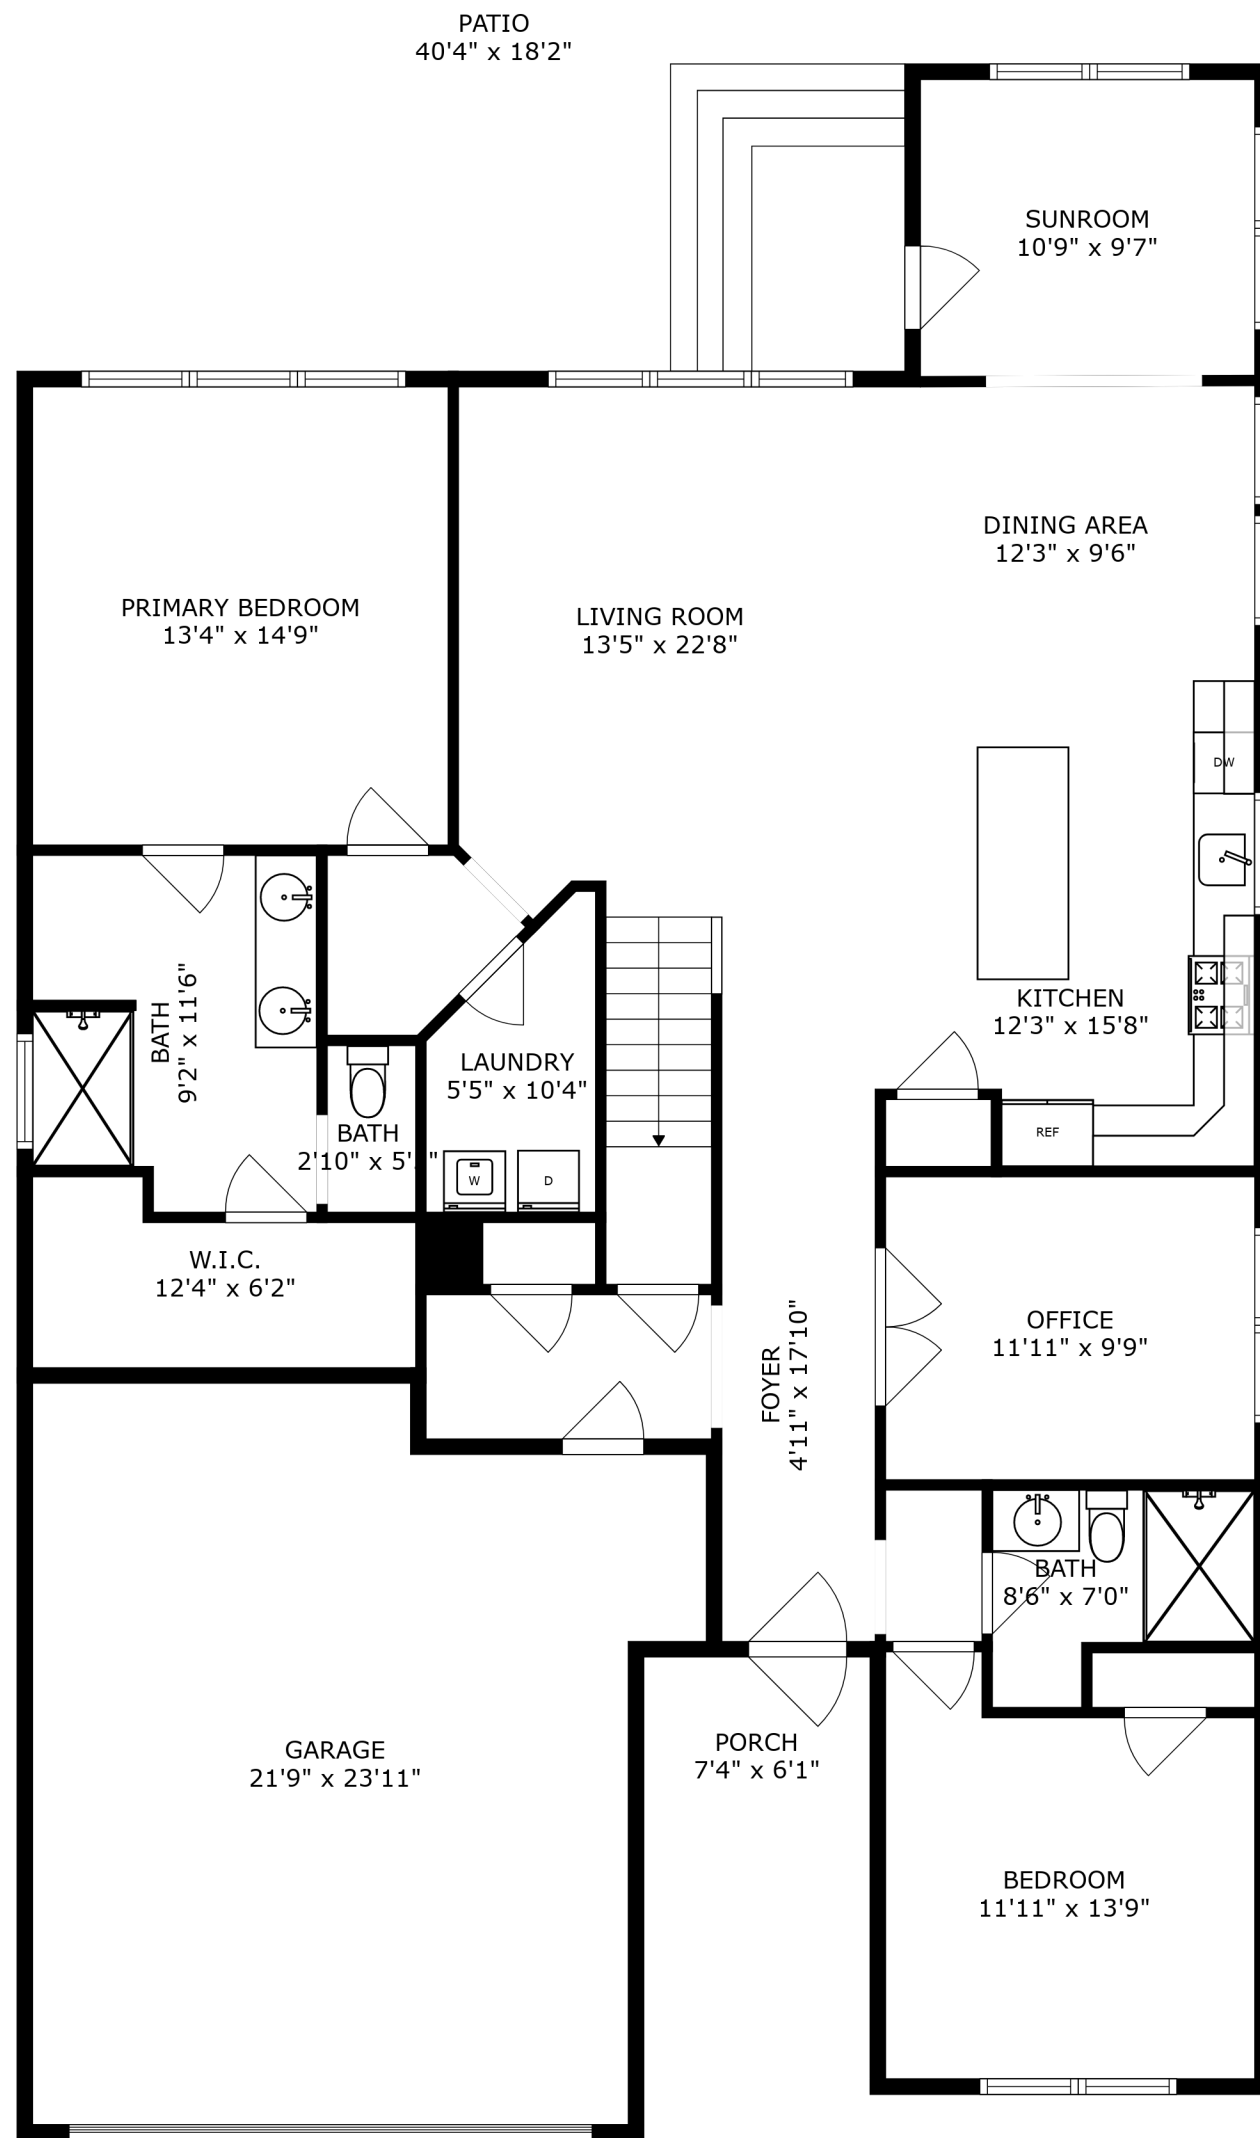 PATIO
40'4" x 18'2"
SUNROOM
10'9" x 9'7"
DINING AREA
12'3" x 9'6"
PRIMARY BEDROOM
13'4" x 14'9"
LIVING ROOM
13'5" x 22'8"
DW
KITCHEN
12'3" x 15'8"
BATH
9'2" x 11'6"
LAUNDRY
5'5" x 10'4"
BATH
2'10" x
REF
W
D
W.I.C.
12'4" x 6'2"
OFFICE
11'11" x 9'9"
FOYER
4'11" x 17'10"
BATH
8'6" x 7'0"
GARAGE
21'9" x 23'11"
PORCH
7'4" x 6'1"
BEDROOM
11'11" x 13'9"